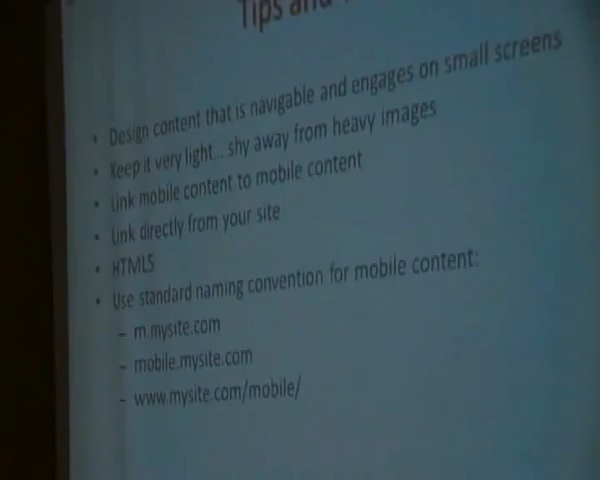 Tips and
• Design content that is navigable and engages on small screens
• Keep it very light... shy away from heavy images
• Link mobile content to mobile content
• Link directly from your site
• HTML5
• Use standard naming convention for mobile content:
– m.mysite.com
– mobile.mysite.com
– www.mysite.com/mobile/